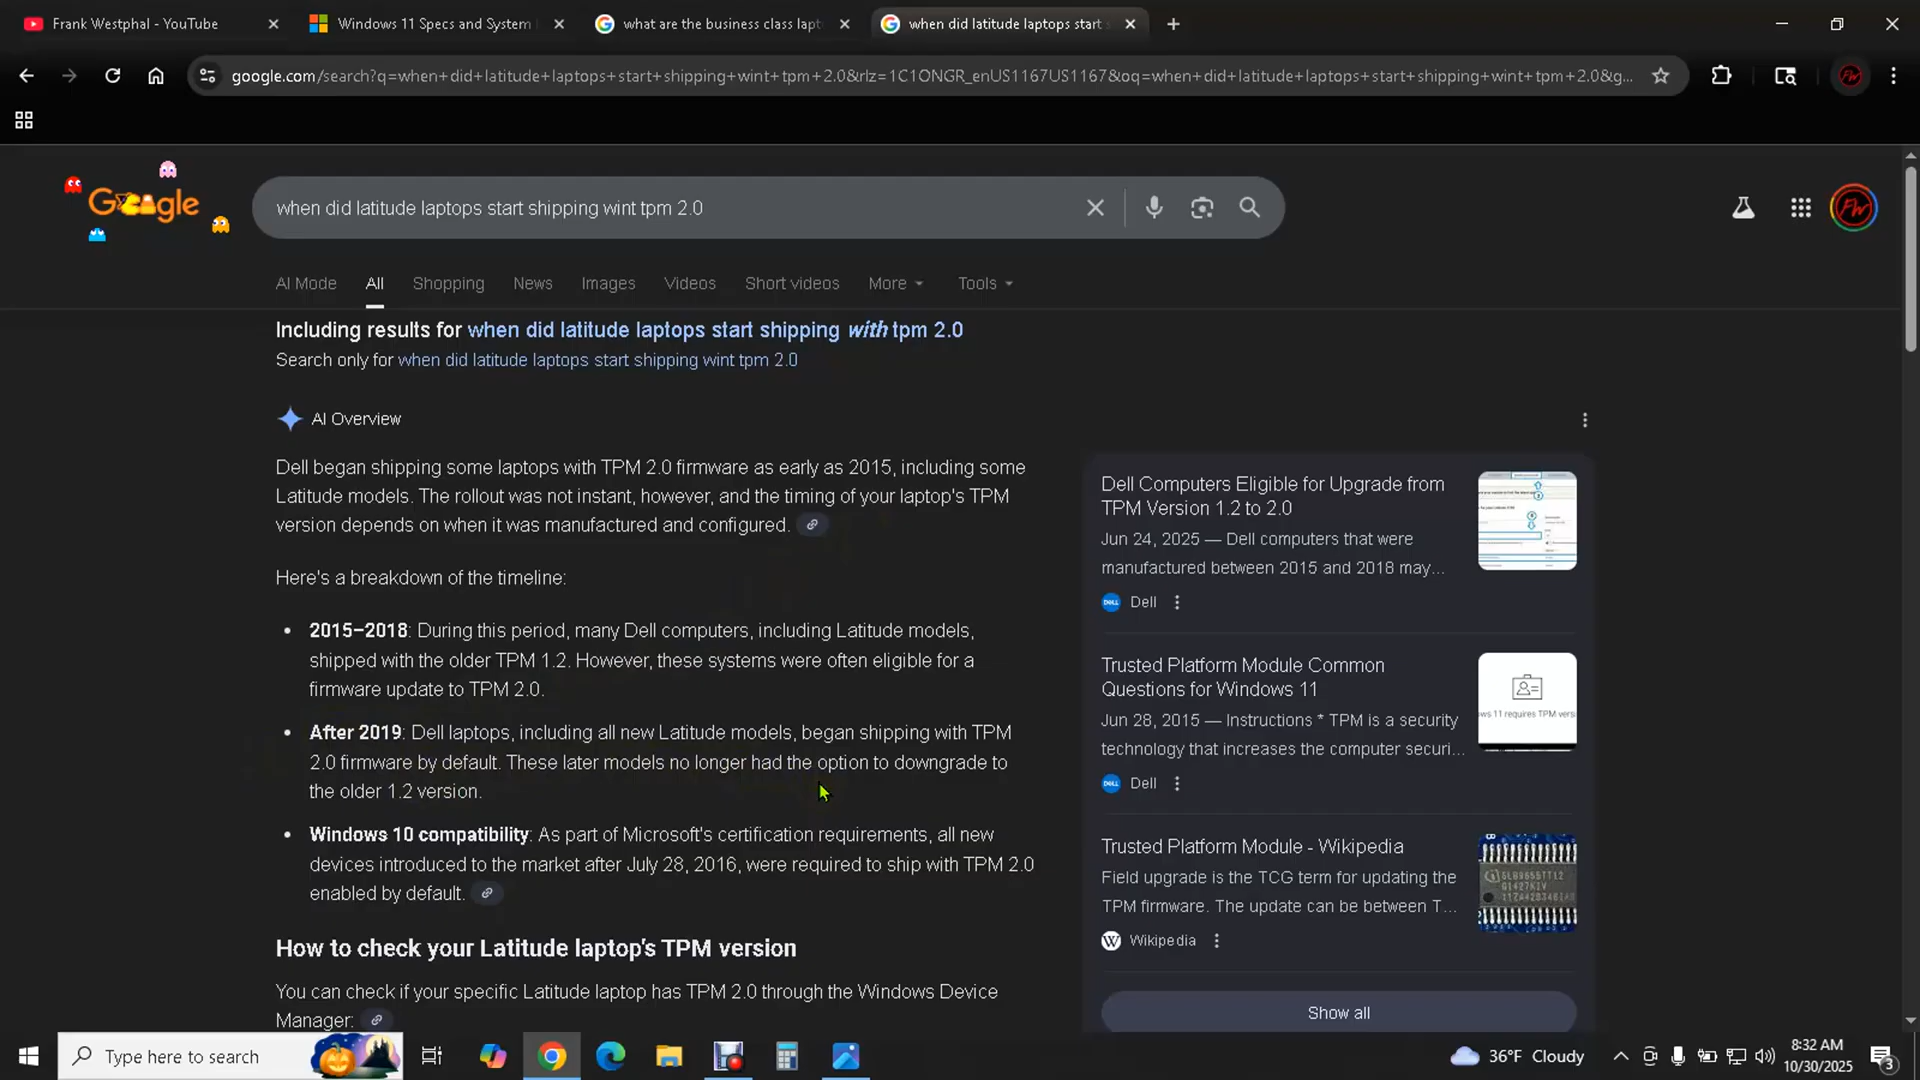 Frank Westphal - YouTube
Windows 11 Specs and System
what are the business class lapt
when did latitude laptops start s
google.com/search?q=when+did+latitude+laptops+start+shipping+wint+tpm+2.0&rlz=1C1ONGR_enUS1167US1167&oq=when+did+latitude+laptops+start+shipping+wint+tpm+2.0&g...
Google
when did latitude laptops start shipping wint tpm 2.0
AI Mode
All
Shopping
News
Images
Videos
Short videos
More
Tools
Including results for when did latitude laptops start shipping with tpm 2.0
Search only for when did latitude laptops start shipping wint tpm 2.0
AI Overview
Dell began shipping some laptops with TPM 2.0 firmware as early as 2015, including some
Latitude models. The rollout was not instant, however, and the timing of your laptop's TPM
version depends on when it was manufactured and configured.
Here's a breakdown of the timeline:
• 2015–2018: During this period, many Dell computers, including Latitude models,
shipped with the older TPM 1.2. However, these systems were often eligible for a
firmware update to TPM 2.0.
• After 2019: Dell laptops, including all new Latitude models, began shipping with TPM
2.0 firmware by default. These later models no longer had the option to downgrade to
the older 1.2 version.
• Windows 10 compatibility: As part of Microsoft's certification requirements, all new
devices introduced to the market after July 28, 2016, were required to ship with TPM 2.0
enabled by default.
How to check your Latitude laptop's TPM version
You can check if your specific Latitude laptop has TPM 2.0 through the Windows Device
Manager:
Dell Computers Eligible for Upgrade from
TPM Version 1.2 to 2.0
Jun 24, 2025 — Dell computers that were
manufactured between 2015 and 2018 may...
Dell
Trusted Platform Module Common
Questions for Windows 11
Jun 28, 2015 — Instructions * TPM is a security
technology that increases the computer securi...
Dell
Trusted Platform Module - Wikipedia
Field upgrade is the TCG term for updating the
TPM firmware. The update can be between T...
Wikipedia
Show all
Type here to search
36°F Cloudy
8:32 AM
10/30/2025
3